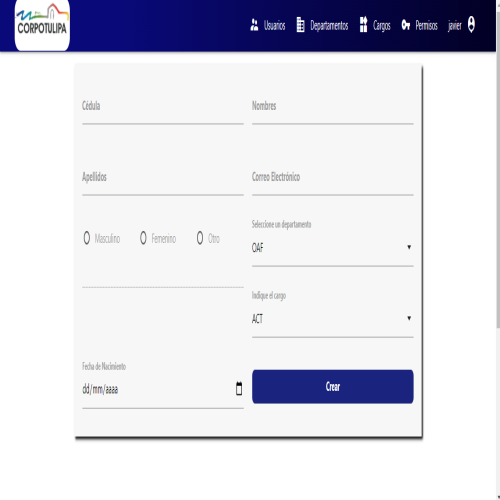 CORPOTULIPA
Usuarios Departamentos Cargos Permisos javier
Cédula
Nombres
Apellidos
Correo Electrónico
Masculino Femenino Otro
Seleccione un departamento
OAF
Indique el cargo
ACT
Fecha de Nacimiento
dd/mm/aaaa
Crear